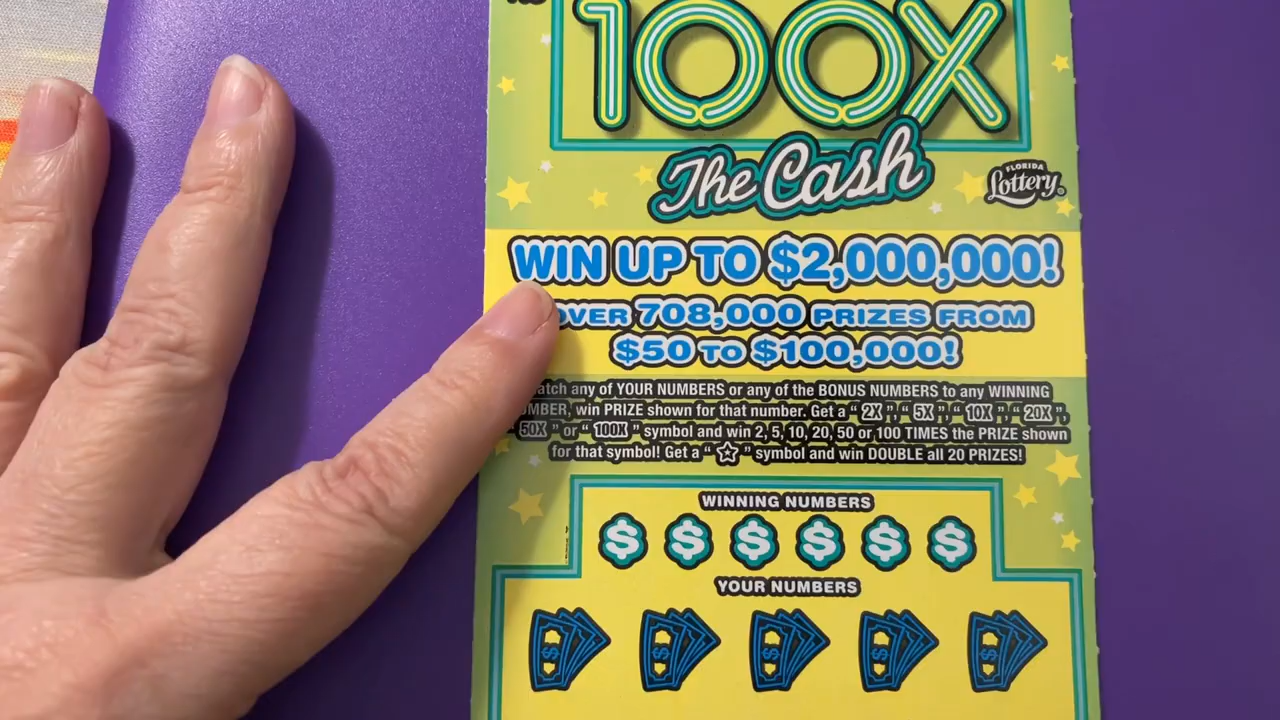 100X
The Cash
FLORIDA
Lottery®
WIN UP TO $2,000,000!
OVER 708,000 PRIZES FROM
$50 TO $100,000!
atch any of YOUR NUMBERS or any of the BONUS NUMBERS to any WINNING
UMBER, win PRIZE shown for that number. Get a “ 2X ”, “ 5X ”, “ 10X ”, “ 20X ”,
“ 50X ” or “ 100X ” symbol and win 2, 5, 10, 20, 50 or 100 TIMES the PRIZE shown
for that symbol! Get a “ ☆ ” symbol and win DOUBLE all 20 PRIZES!
WINNING NUMBERS
$ $ $ $ $ $
YOUR NUMBERS
$ $ $ $ $